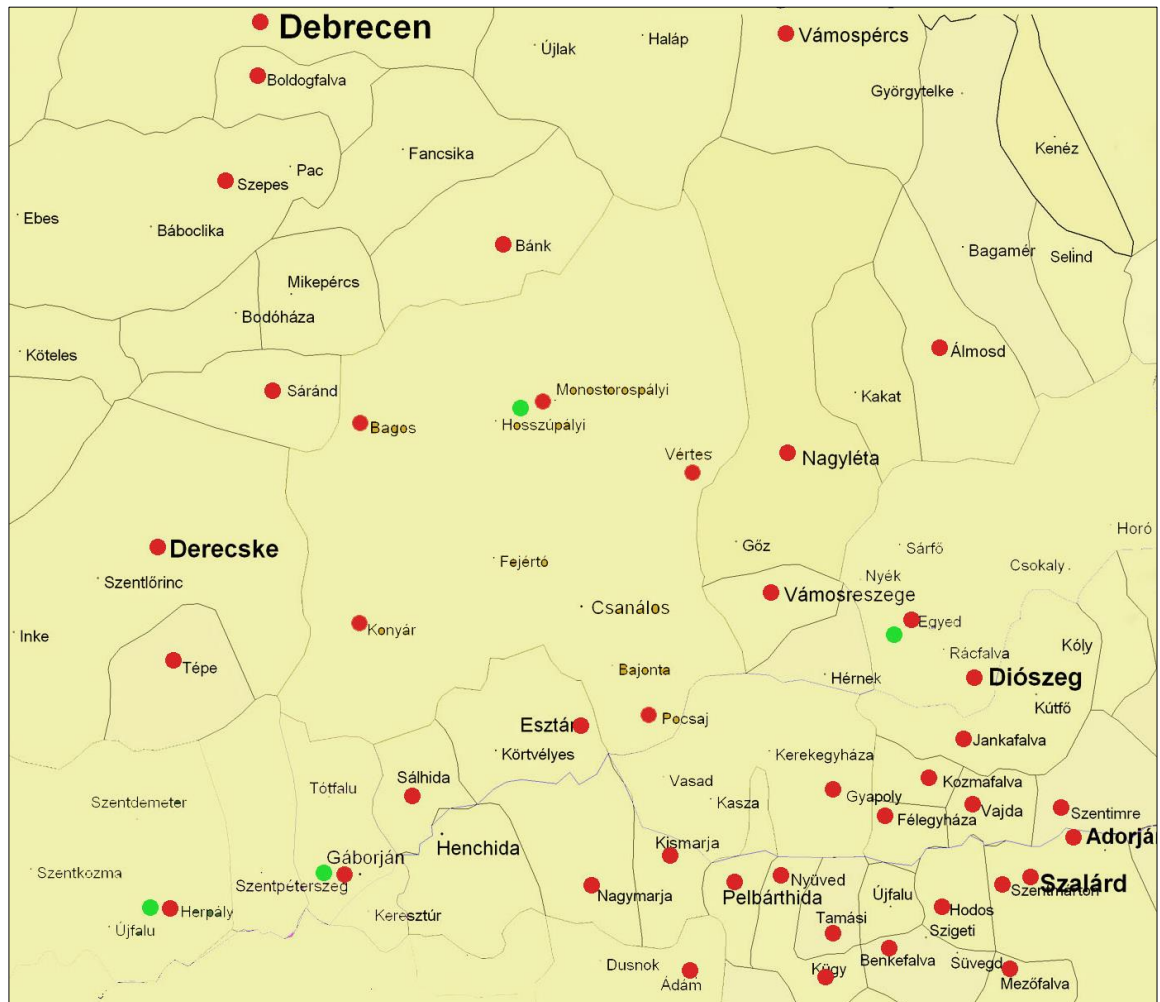 Debrecen
Vámospércs
Haláp
Újlak
Boldogfalva
Györgytelke
Kenéz
Fancsika
Pac
Szepes
Ebes
Báboclika
Bánk
Bagamér
Selind
Mikepércs
Bodóháza
Köteles
Álmosd
Sáránd
Monostorospályi
Kakat
Hosszúpályi
Bagos
Vértes
Nagyléta
Horó
Derecske
Gőz
Sárfő
Fejértó
Csokaly
Szentlőrinc
Nyék
Vámosreszege
Csanálos
Egyed
Konyár
Inke
Kóly
Rácfalva
Tépe
Bajonta
Hérnek
Diószeg
Kútfő
Pocsaj
Esztár
Jankafalva
Körtvélyes
Kerekegyháza
Sálhida
Vasad
Kozmafalva
Tótfalu
Gyapoly
Szentdemeter
Kasza
Vajda
Szentimre
Félegyháza
Adorjá
Henchida
Kismarja
Gáborján
Szentkozma
Nyüved
Szalárd
Szentpéterszeg
Szentmárton
Nagymarja
Pelbárthida
Újfalu
Hodos
Herpály
Keresztúr
Tamási
Újfalu
Szigeti
Benkefalva
Süvegd
Dusnok
Kügy
Ádám
Mezőfalva